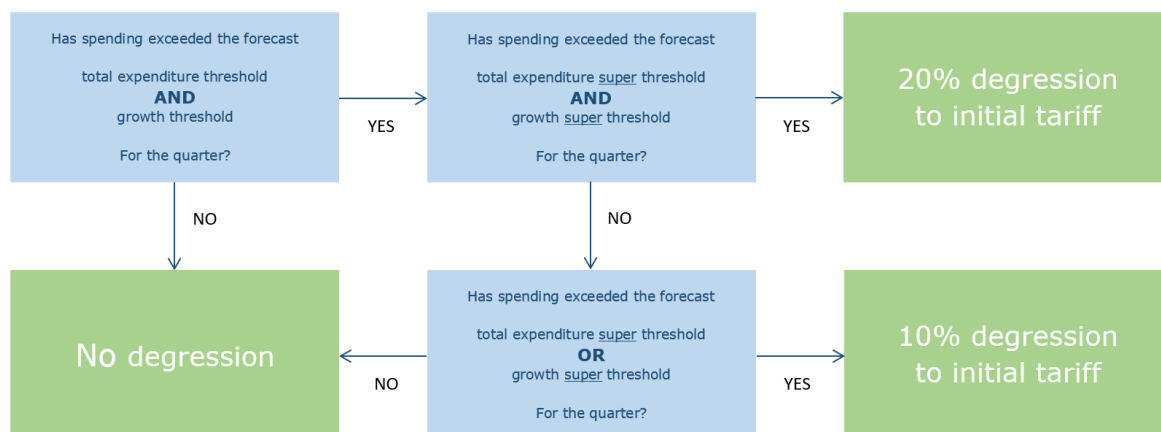 Has spending exceeded the forecast
total expenditure threshold
AND
growth threshold
For the quarter?
YES
Has spending exceeded the forecast
total expenditure super threshold
AND
growth super threshold
For the quarter?
YES
20% degression
to initial tariff
NO
NO
No degression
NO
Has spending exceeded the forecast
total expenditure super threshold
OR
growth super threshold
For the quarter?
YES
10% degression
to initial tariff